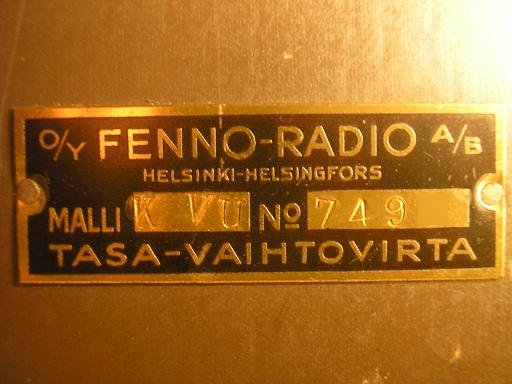 O/Y FENNO-RADIO A/B
HELSINKI-HELSINGFORS
MALLI K VU No 749
TASA-VAIHTOVIRTA